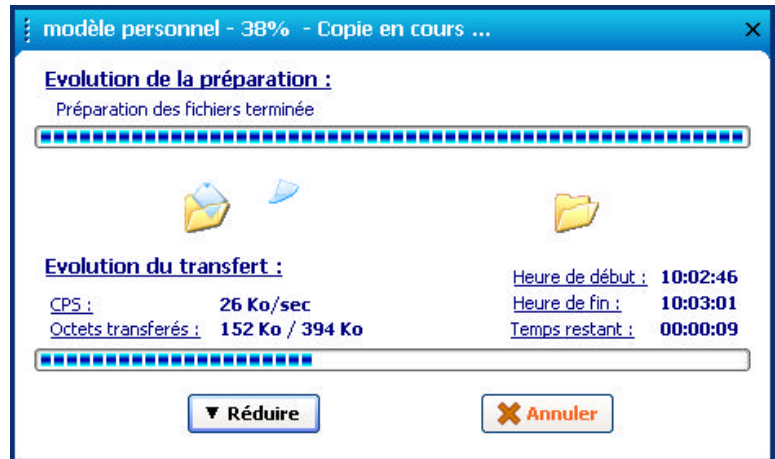 modèle personnel - 38% - Copie en cours ...
Evolution de la préparation :
Préparation des fichiers terminée
Evolution du transfert :
CPS : 26 Ko/sec
Octets transferés : 152 Ko / 394 Ko
Heure de début : 10:02:46
Heure de fin : 10:03:01
Temps restant : 00:00:09
Réduire
Annuler